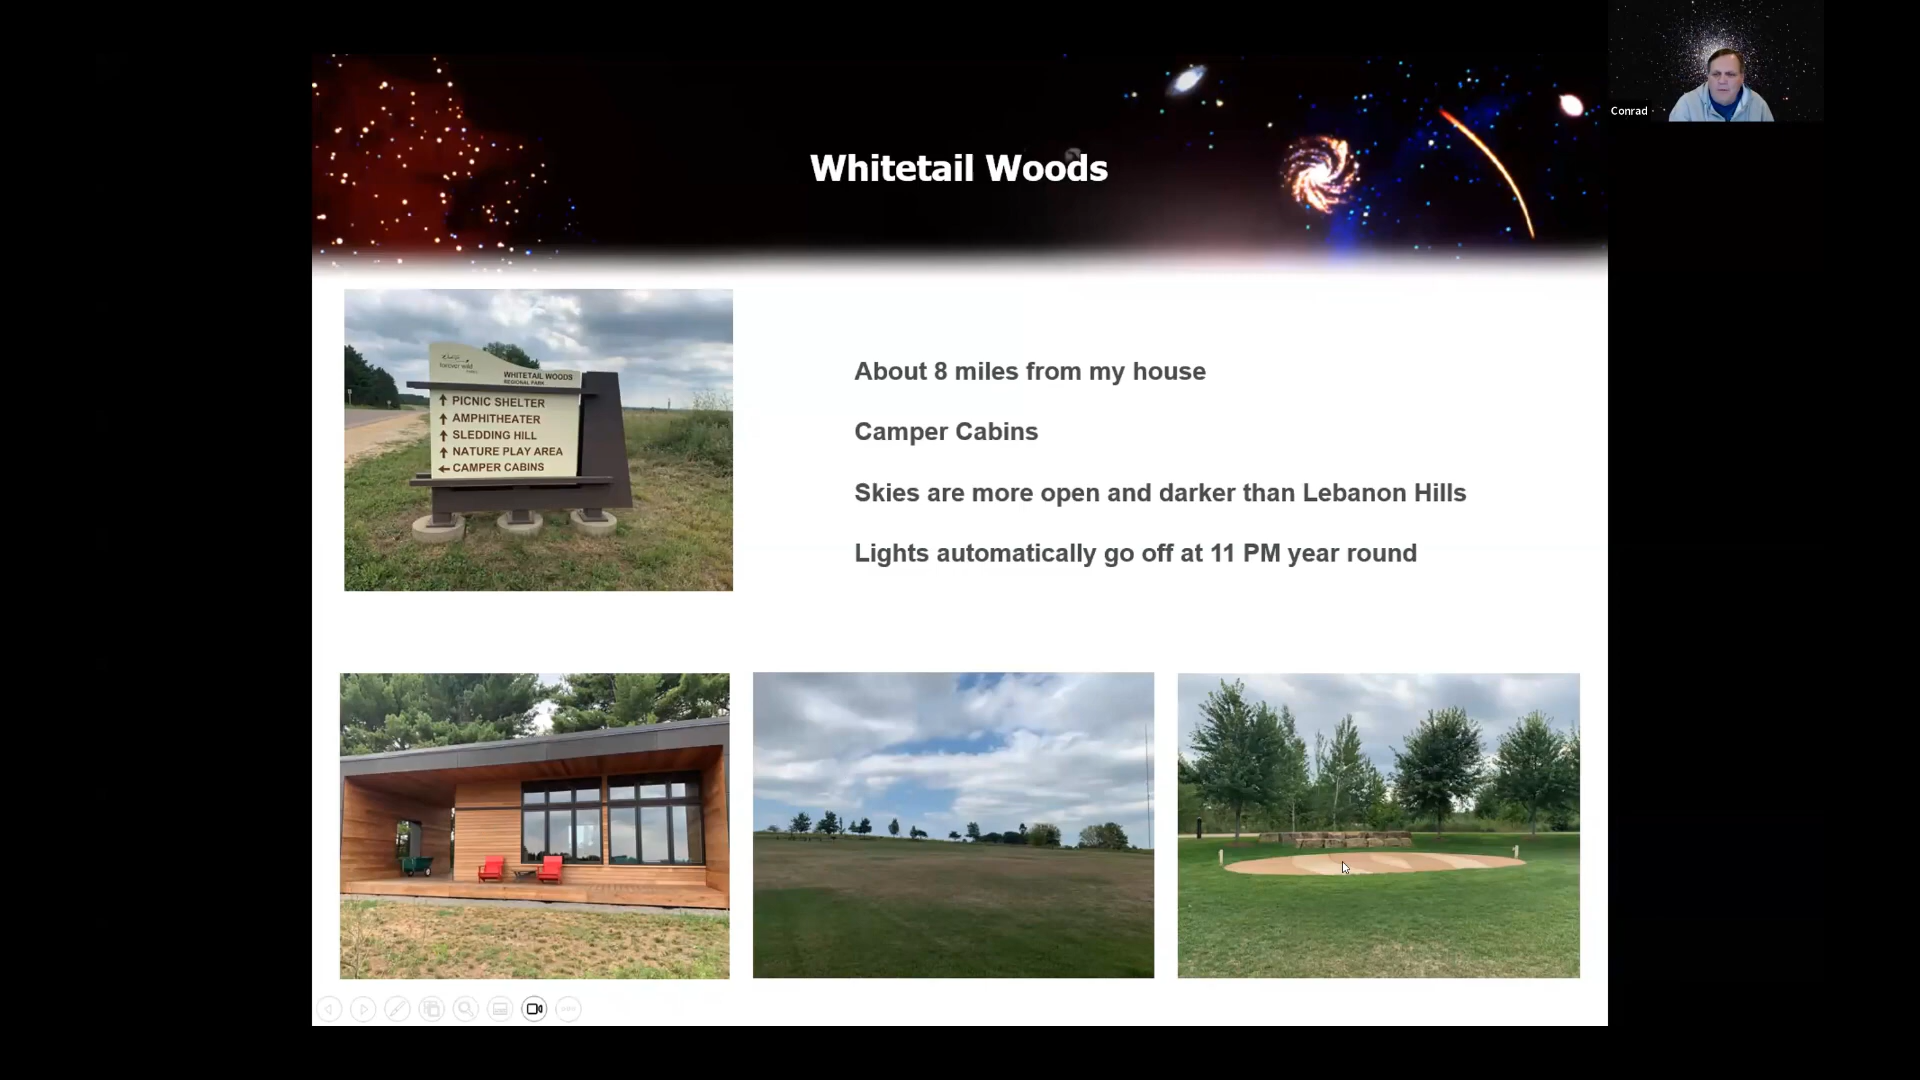 Conrad
Whitetail Woods
forever wild
WHITETAIL WOODS
REGIONAL PARK
PICNIC SHELTER
AMPHITHEATER
SLEDDING HILL
NATURE PLAY AREA
CAMPER CABINS
About 8 miles from my house
Camper Cabins
Skies are more open and darker than Lebanon Hills
Lights automatically go off at 11 PM year round